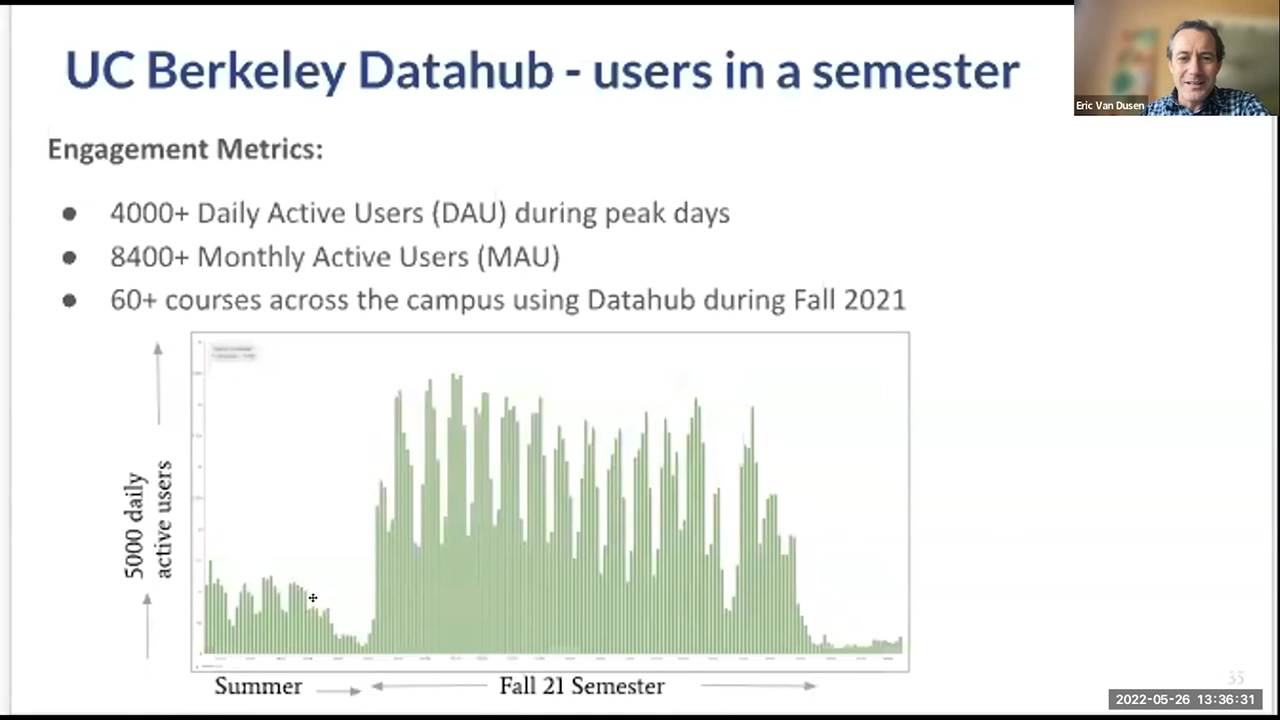 UC Berkeley Datahub - users in a semester
Eric Van Dusen
Engagement Metrics:
● 4000+ Daily Active Users (DAU) during peak days
● 8400+ Monthly Active Users (MAU)
● 60+ courses across the campus using Datahub during Fall 2021
5000 daily
active users
Summer
Fall 21 Semester
33
2022-05-26 13:36:31